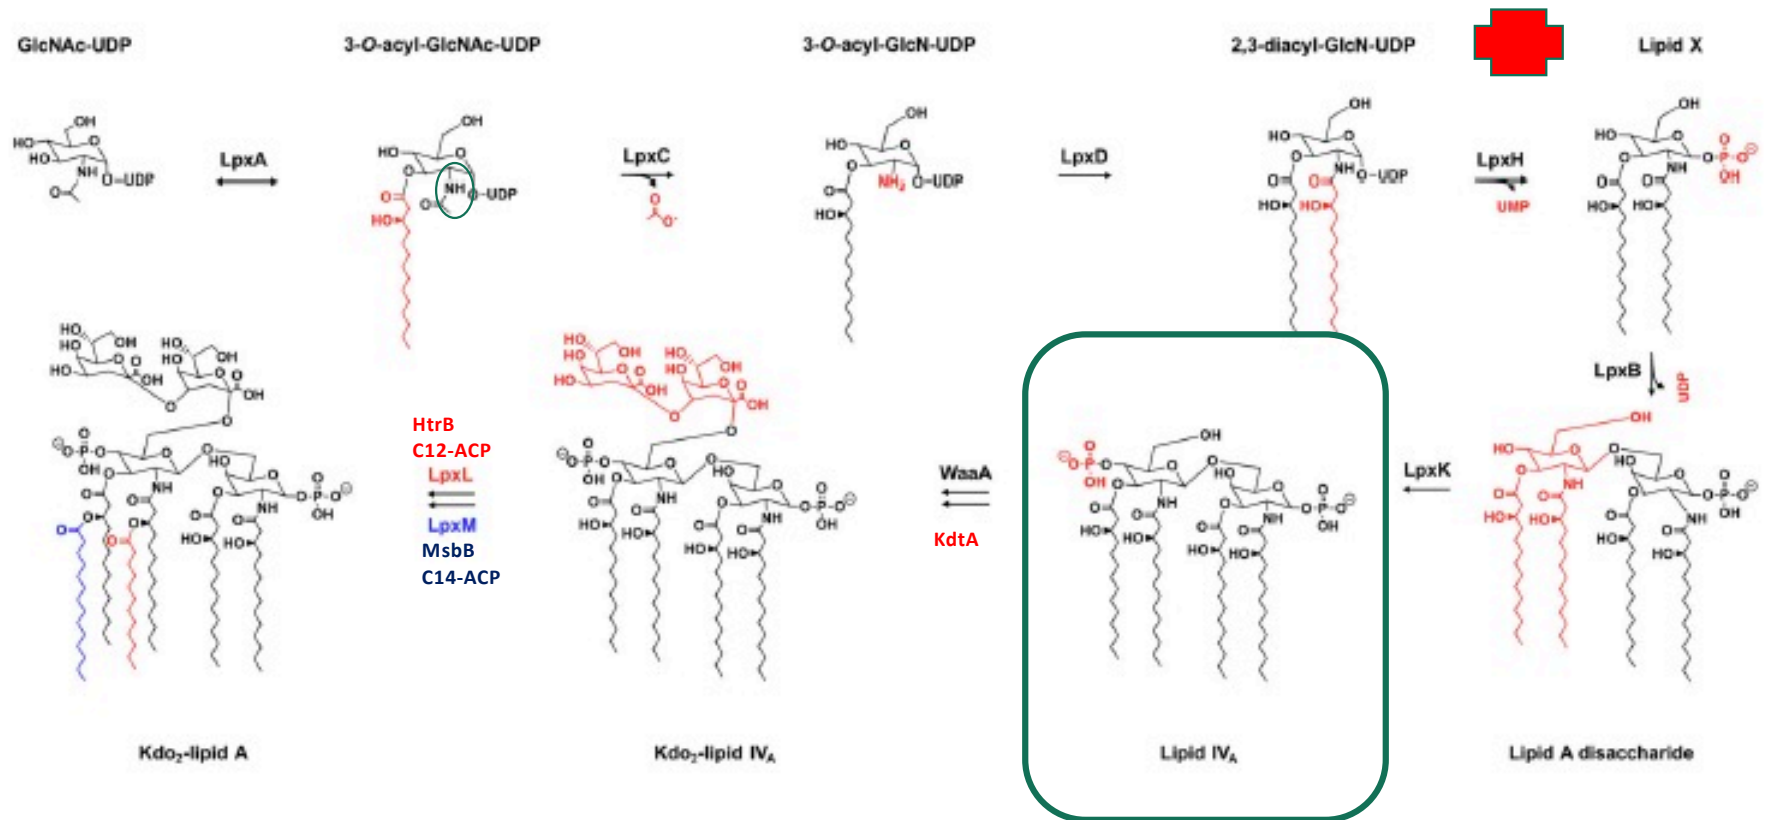 GlcNAc-UDP
3-O-acyl-GlcNAc-UDP
3-O-acyl-GlcN-UDP
2,3-diacyl-GlcN-UDP
Lipid X
LpxA
LpxC
LpxD
LpxH
UMP
LpxB
UDP
HtrB
C12-ACP
LpxL
LpxM
MsbB
C14-ACP
WaaA
KdtA
LpxK
Kdo₂-lipid A
Kdo₂-lipid IVA
Lipid IVA
Lipid A disaccharide